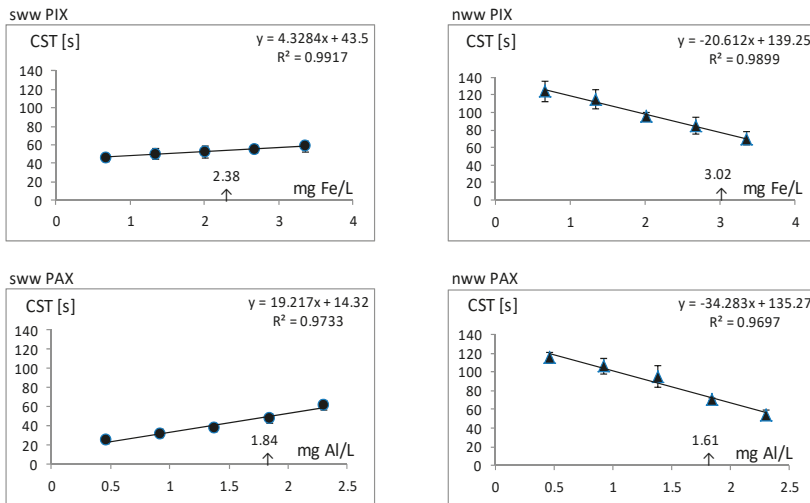 sww PIX
CST [s]
y = 4.3284x + 43.5
R² = 0.9917
140
120
100
80
60
40
20
0
2.38
↑
mg Fe/L
0 1 2 3 4
nww PIX
CST [s]
y = -20.612x + 139.25
R² = 0.9899
140
120
100
80
60
40
20
0
3.02
↑
mg Fe/L
0 1 2 3 4
sww PAX
CST [s]
y = 19.217x + 14.32
R² = 0.9733
140
120
100
80
60
40
20
0
1.84
↑
mg Al/L
0 0.5 1 1.5 2 2.5
nww PAX
CST [s]
y = -34.283x + 135.27
R² = 0.9697
140
120
100
80
60
40
20
0
1.61
↑
mg Al/L
0 0.5 1 1.5 2 2.5